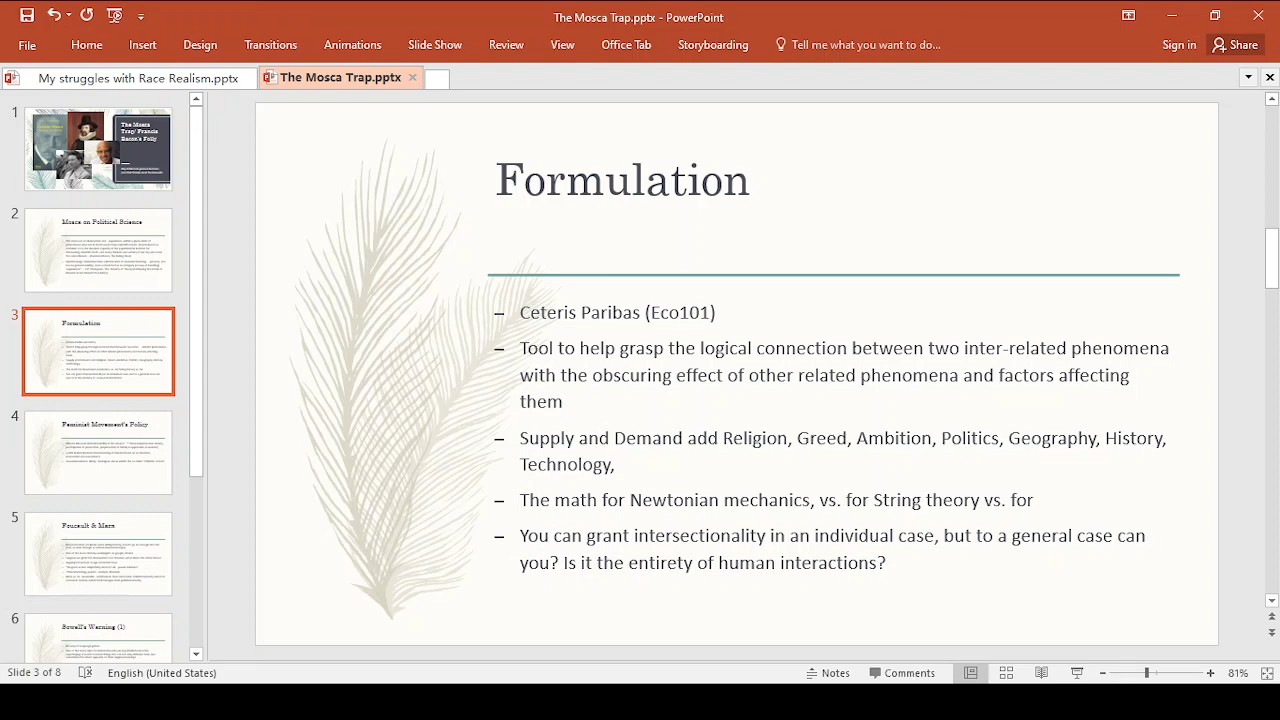 The Mosca Trap.pptx - PowerPoint
File Home Insert Design Transitions Animations Slide Show Review View Office Tab Storyboarding Tell me what you want to do... Sign in Share
My struggles with Race Realism.pptx The Mosca Trap.pptx
1
The Mosca
Trap/ Francis
Bacon's Folly
2
Mosca on Political Science
3
Formulation
4
Feminist Movement's Policy
5
Foucault & Marx
6
Sowell's Warning (1)
Formulation
– Ceteris Paribas (Eco101)
– Tool to help grasp the logical connection between two inter-related phenomena
with the obscuring effect of other related phenomena and factors affecting
them
– Supply and Demand add Religion, Greed, Ambition, Politics, Geography, History,
Technology,
– The math for Newtonian mechanics, vs. for String theory vs. for
– You can grant intersectionality in an individual case, but to a general case can
you? Is it the entirety of human interactions?
Slide 3 of 8 English (United States) Notes Comments 81%